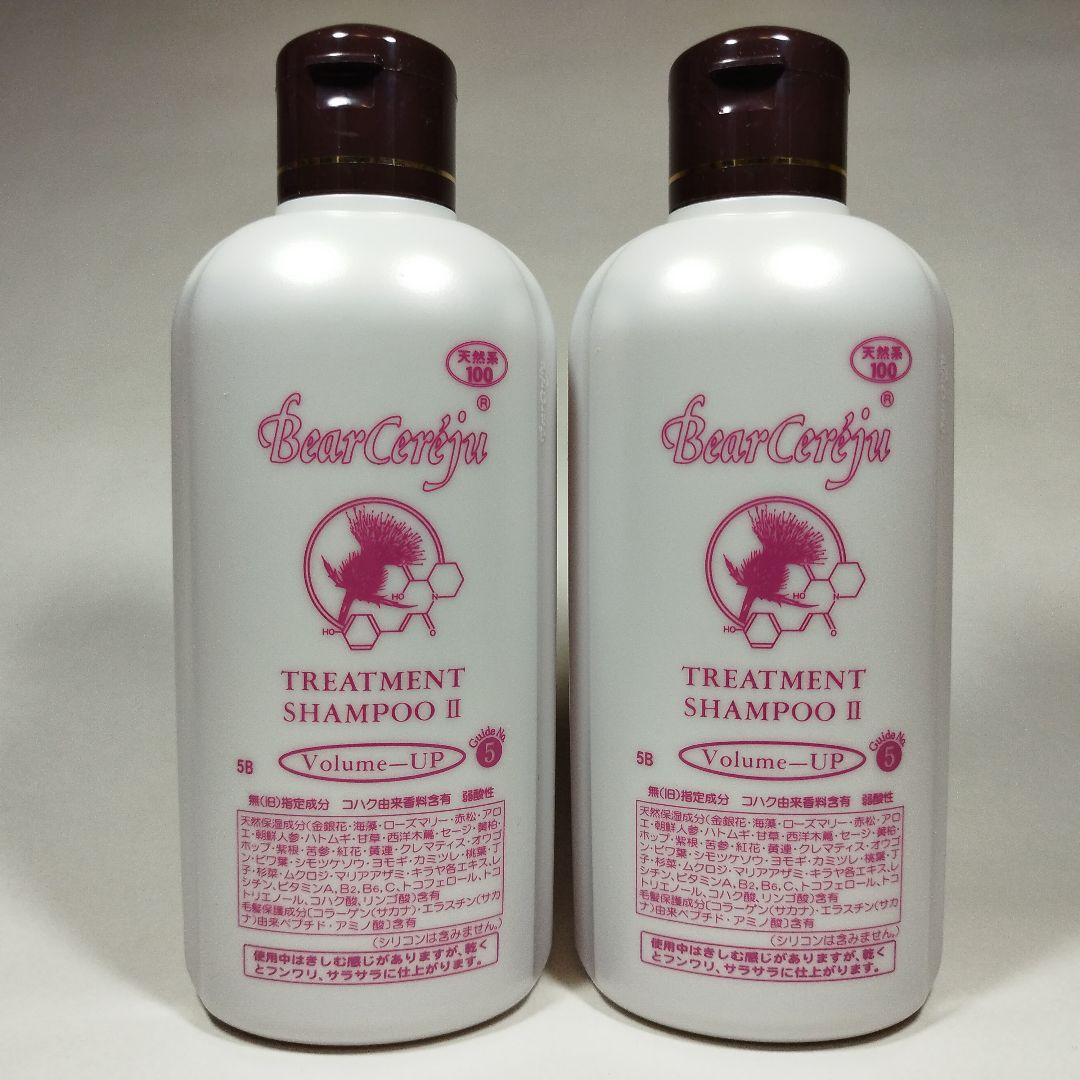 天然系
100
BearCeréju®
HO
N
HO
O
TREATMENT
SHAMPOO II
Guide No.
5
5B
Volume—UP
無(旧)指定成分 コハク由来香料含有 弱酸性
天然保湿成分(金銀花・海藻・ローズマリー・赤松・アロ
エ・朝鮮人参・ハトムギ・甘草・西洋木蔦・セージ・黄柏・
ホップ・紫根・苦参・紅花・黄連・クレマティス・オウゴ
ン・ビワ葉・シモツケソウ・ヨモギ・カミツレ・桃葉・丁
子・杉菜・ムクロジ・マリアアザミ・キラヤ各エキス、レ
シチン、ビタミンA、B2、B6、C、トコフェロール、トコ
トリエノール、コハク酸、リンゴ酸)含有
毛髪保護成分〔コラーゲン(サカナ)・エラスチン(サカ
ナ)由来ペプチド・アミノ酸〕含有
(シリコンは含みません。)
使用中はきしむ感じがありますが、乾く
とフンワリ、サラサラに仕上がります。
天然系
100
BearCeréju®
HO
N
HO
O
TREATMENT
SHAMPOO II
Guide No.
5
5B
Volume—UP
無(旧)指定成分 コハク由来香料含有 弱酸性
天然保湿成分(金銀花・海藻・ローズマリー・赤松・アロ
エ・朝鮮人参・ハトムギ・甘草・西洋木蔦・セージ・黄柏・
ホップ・紫根・苦参・紅花・黄連・クレマティス・オウゴ
ン・ビワ葉・シモツケソウ・ヨモギ・カミツレ・桃葉・丁
子・杉菜・ムクロジ・マリアアザミ・キラヤ各エキス、レ
シチン、ビタミンA、B2、B6、C、トコフェロール、トコ
トリエノール、コハク酸、リンゴ酸)含有
毛髪保護成分〔コラーゲン(サカナ)・エラスチン(サカ
ナ)由来ペプチド・アミノ酸〕含有
(シリコンは含みません。)
使用中はきしむ感じがありますが、乾く
とフンワリ、サラサラに仕上がります。